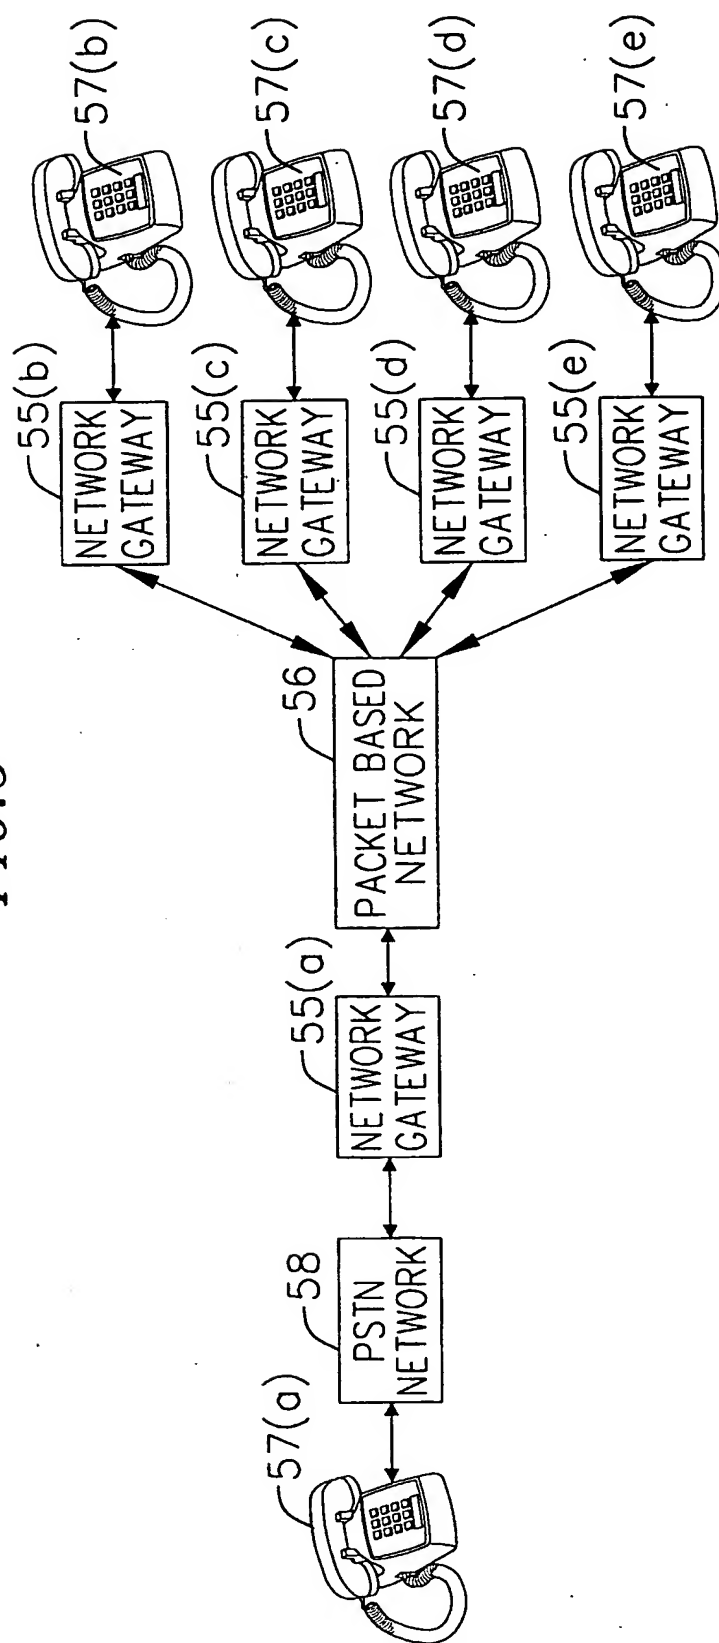 57(a)
58
PSTN
NETWORK
55(a)
NETWORK
GATEWAY
56
PACKET BASED
NETWORK
55(b)
NETWORK
GATEWAY
57(b)
55(c)
NETWORK
GATEWAY
57(c)
55(d)
NETWORK
GATEWAY
57(d)
55(e)
NETWORK
GATEWAY
57(e)